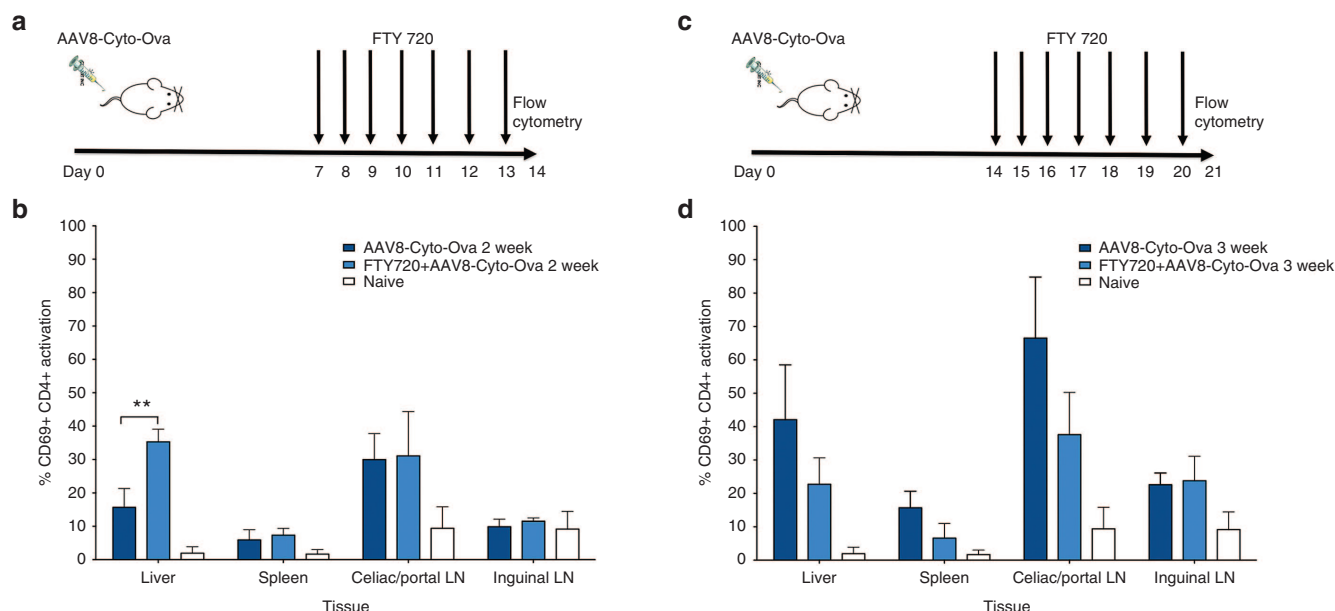 a
AAV8-Cyto-Ova
FTY 720
Flow
cytometry
Day 0
7 8 9 10 11 12 13 14
b
100
90
80
70
60
50
40
30
20
10
0
% CD69+ CD4+ activation
AAV8-Cyto-Ova 2 week
FTY720+AAV8-Cyto-Ova 2 week
Naive
**
Liver Spleen Celiac/portal LN Inguinal LN
Tissue
c
AAV8-Cyto-Ova
FTY 720
Flow
cytometry
Day 0
14 15 16 17 18 19 20 21
d
100
90
80
70
60
50
40
30
20
10
0
% CD69+ CD4+ activation
AAV8-Cyto-Ova 3 week
FTY720+AAV8-Cyto-Ova 3 week
Naive
Liver Spleen Celiac/portal LN Inguinal LN
Tissue